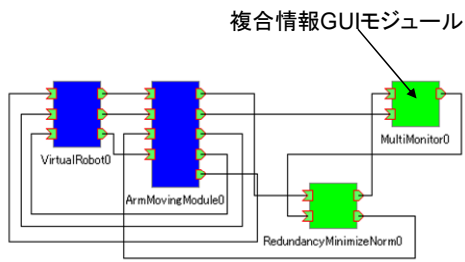 複合情報GUIモジュール
MultiMonitor0
VirtualRobot0
ArmMovingModule0
RedundancyMinimizeNorm0